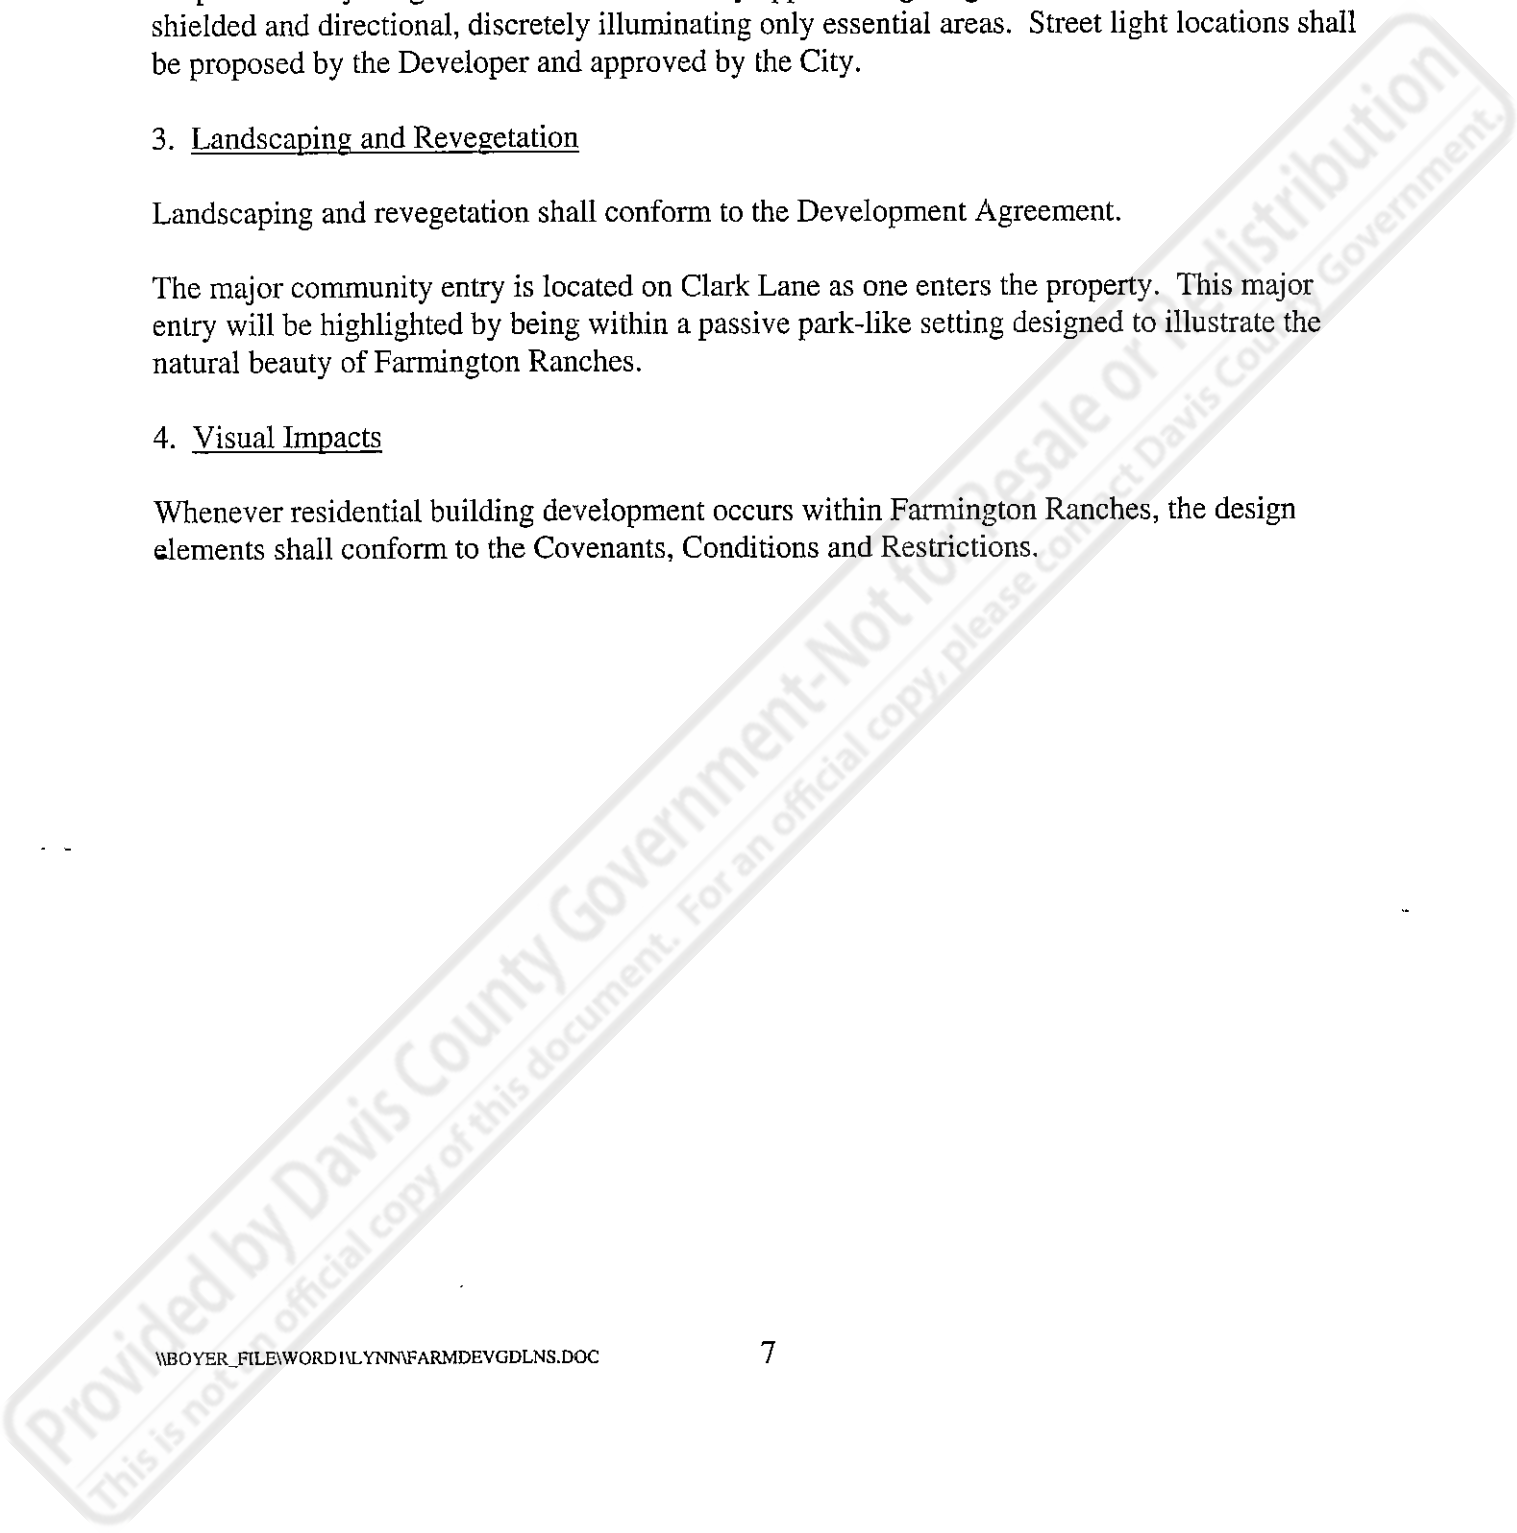 shielded and directional, discretely illuminating only essential areas.  Street light locations shall
be proposed by the Developer and approved by the City.
3.  Landscaping and Revegetation
Landscaping and revegetation shall conform to the Development Agreement.
The major community entry is located on Clark Lane as one enters the property.  This major
entry will be highlighted by being within a passive park-like setting designed to illustrate the
natural beauty of Farmington Ranches.
4.  Visual Impacts
Whenever residential building development occurs within Farmington Ranches, the design
elements shall conform to the Covenants, Conditions and Restrictions.
Provided by Davis County Government-Not for Resale or Redistribution
This is not an official copy of this document.  For an official copy, please contact Davis County Government.
\\BOYER_FILE\WORD1\LYNN\FARMDEVGDLNS.DOC 7